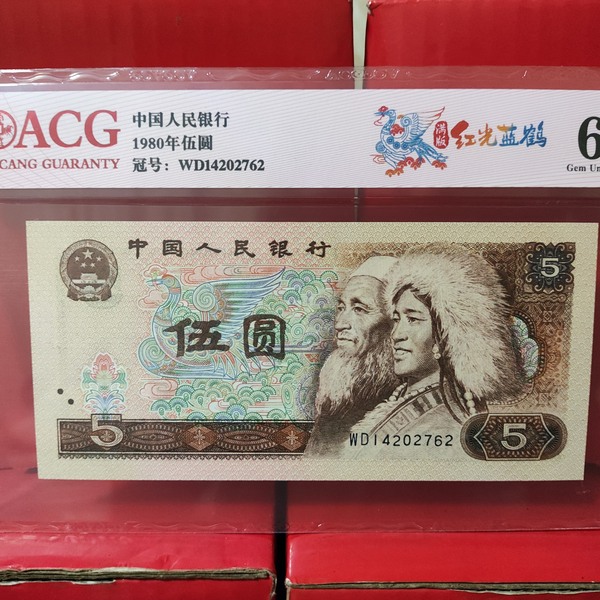 ACG
CANG GUARANTY
中国人民银行
1980年伍圆
冠号：WD14202762
满版
红光蓝鹤
6
Gem Un
中国人民银行
5
伍圆
5
WD14202762
5